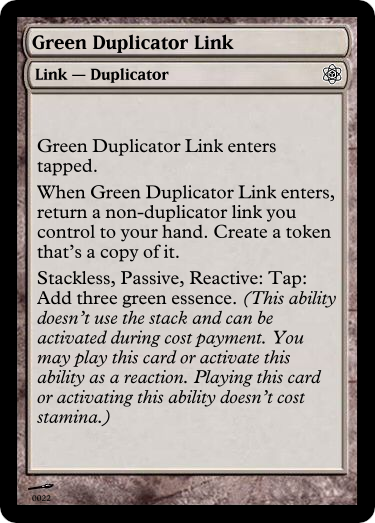 Green Duplicator Link
Link — Duplicator
Green Duplicator Link enters
tapped.
When Green Duplicator Link enters,
return a non-duplicator link you
control to your hand. Create a token
that's a copy of it.
Stackless, Passive, Reactive: Tap:
Add three green essence. (This ability
doesn't use the stack and can be
activated during cost payment. You
may play this card or activate this
ability as a reaction. Playing this card
or activating this ability doesn't cost
stamina.)
0022